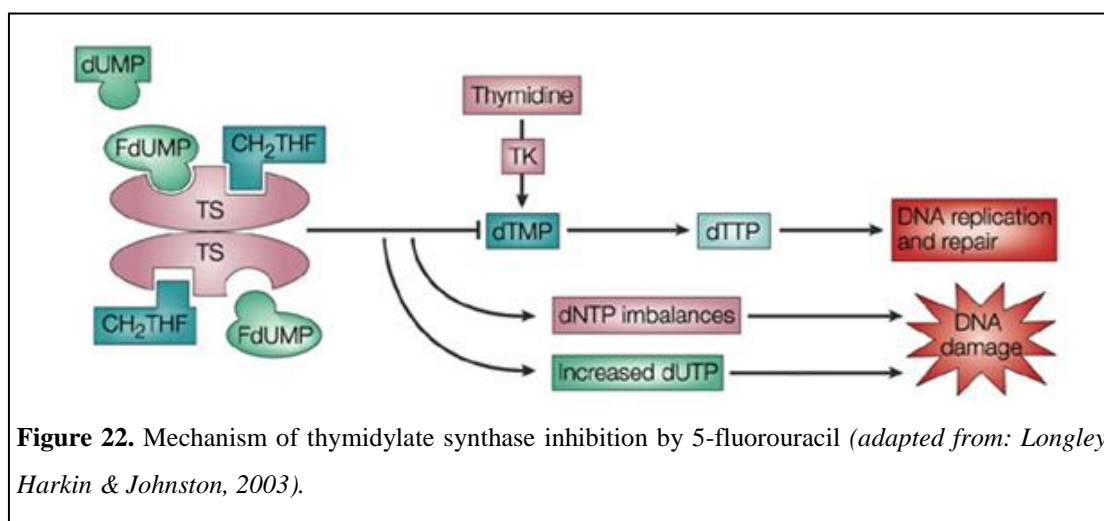 dUMP
FdUMP
CH2THF
Thymidine
TK
TS
TS
dTMP
dTTP
DNA replication
and repair
CH2THF
FdUMP
dNTP imbalances
Increased dUTP
DNA
damage
Figure 22. Mechanism of thymidylate synthase inhibition by 5-fluorouracil (adapted from: Longley
Harkin & Johnston, 2003).